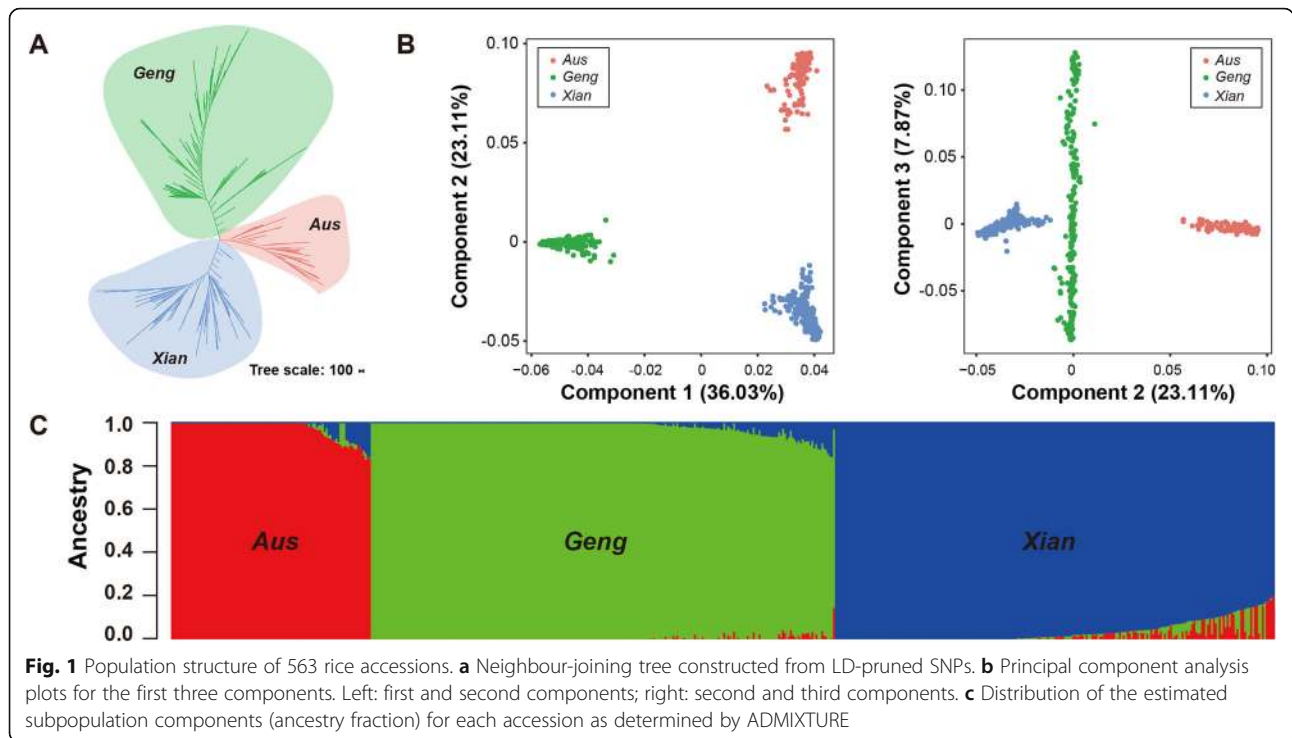 A
Geng
Aus
Xian
Tree scale: 100
B
Aus
Geng
Xian
0.10
0.05
0
-0.05
Component 2 (23.11%)
−0.06 −0.04 −0.02 0 0.02 0.04
Component 1 (36.03%)
Aus
Geng
Xian
0.10
0.05
0
-0.05
Component 3 (7.87%)
−0.05 0 0.05 0.10
Component 2 (23.11%)
C
1.0
0.8
0.6
0.4
0.2
0.0
Ancestry
Aus Geng Xian
Fig. 1 Population structure of 563 rice accessions. a Neighbour-joining tree constructed from LD-pruned SNPs. b Principal component analysis
plots for the first three components. Left: first and second components; right: second and third components. c Distribution of the estimated
subpopulation components (ancestry fraction) for each accession as determined by ADMIXTURE